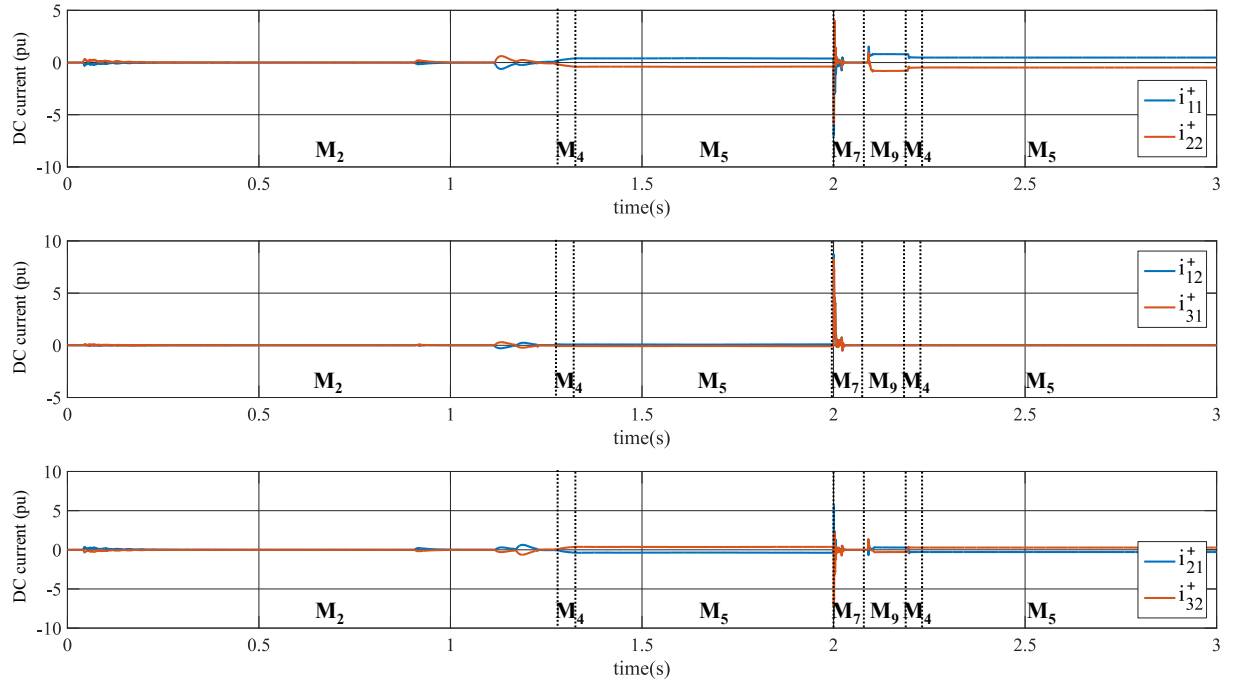 5
0
-5
-10
DC current (pu)
i₁₁⁺
i₂₂⁺
M₂ M₄ M₅ M₇ M₉ M₄ M₅
0 0.5 1 1.5 2 2.5 3
time(s)
10
5
0
-5
DC current (pu)
i₁₂⁺
i₃₁⁺
M₂ M₄ M₅ M₇ M₉ M₄ M₅
0 0.5 1 1.5 2 2.5 3
time(s)
10
5
0
-5
-10
DC current (pu)
i₂₁⁺
i₃₂⁺
M₂ M₄ M₅ M₇ M₉ M₄ M₅
0 0.5 1 1.5 2 2.5 3
time(s)